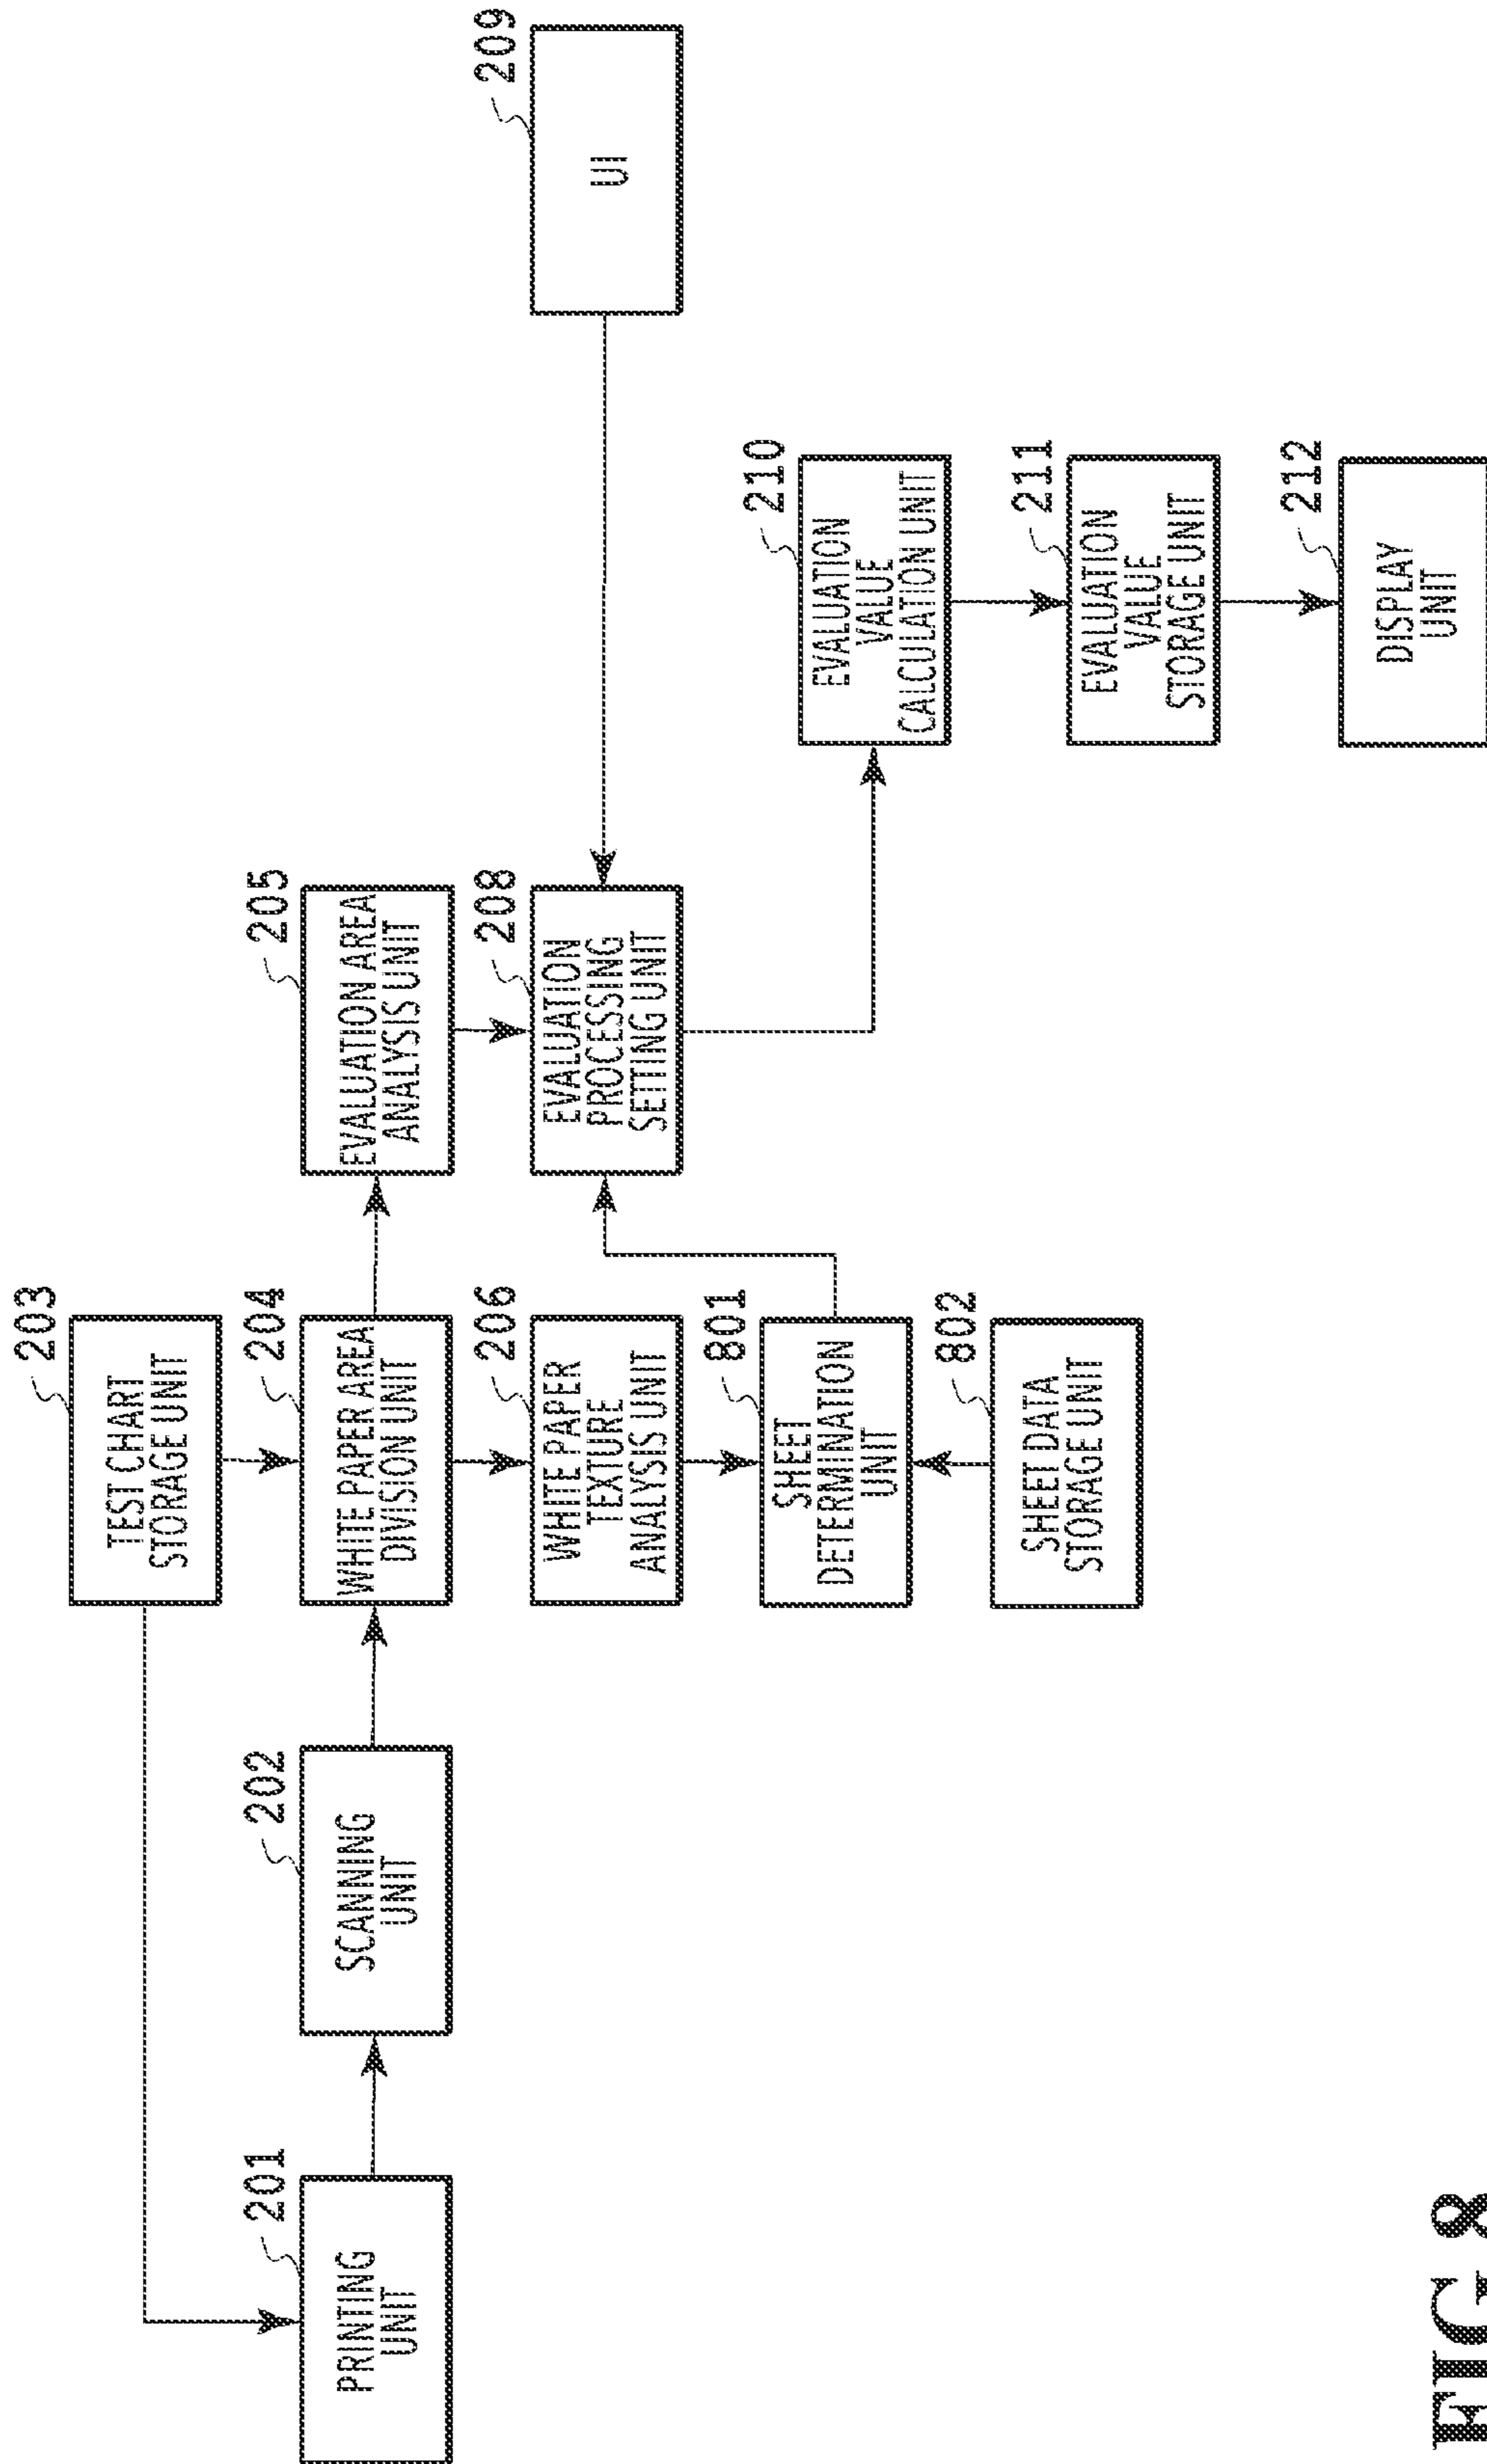 203
TEST CHART
STORAGE UNIT
201
PRINTING
UNIT
202
SCANNING
UNIT
204
WHITE PAPER AREA
DIVISION UNIT
205
EVALUATION AREA
ANALYSIS UNIT
206
WHITE PAPER
TEXTURE
ANALYSIS UNIT
208
EVALUATION
PROCESSING
SETTING UNIT
209
UI
801
SHEET
DETERMINATION
UNIT
210
EVALUATION
VALUE
CALCULATION UNIT
802
SHEET DATA
STORAGE UNIT
211
EVALUATION
VALUE
STORAGE UNIT
212
DISPLAY
UNIT
FIG 8